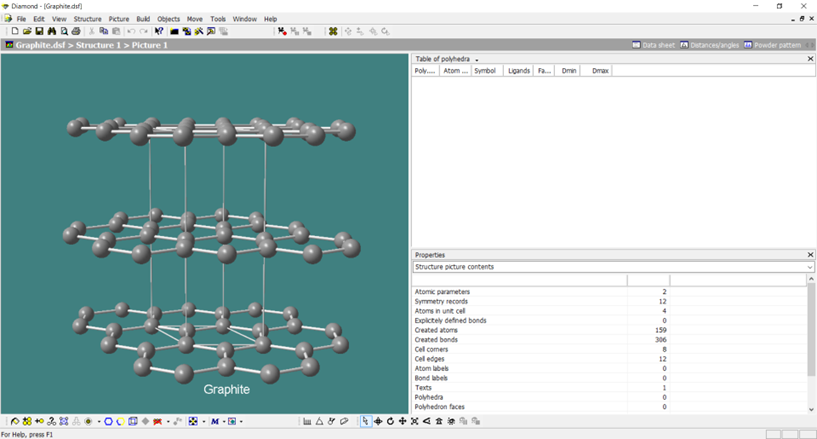 Diamond - [Graphite.dsf]
File Edit View Structure Picture Build Objects Move Tools Window Help
Graphite.dsf > Structure 1 > Picture 1
Data sheet Distances/angles Powder pattern
Table of polyhedra
Poly.... Atom ... Symbol Ligands Fa... Dmin Dmax
Graphite
Properties
Structure picture contents
Atomic parameters 2
Symmetry records 12
Atoms in unit cell 4
Explicitely defined bonds 0
Created atoms 159
Created bonds 386
Cell corners 8
Cell edges 12
Atom labels 0
Bond labels 0
Texts 1
Polyhedra 0
Polyhedron faces 0
M
For Help, press F1